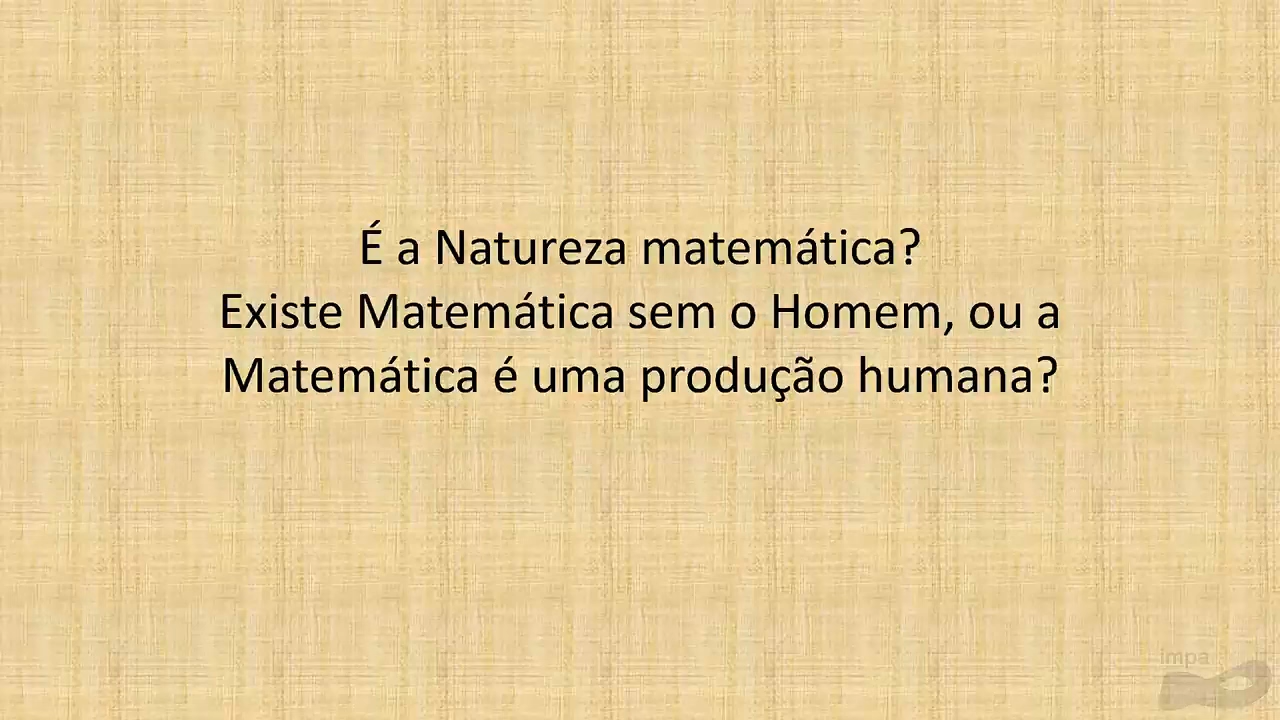 É a Natureza matemática?
Existe Matemática sem o Homem, ou a
Matemática é uma produção humana?
impa